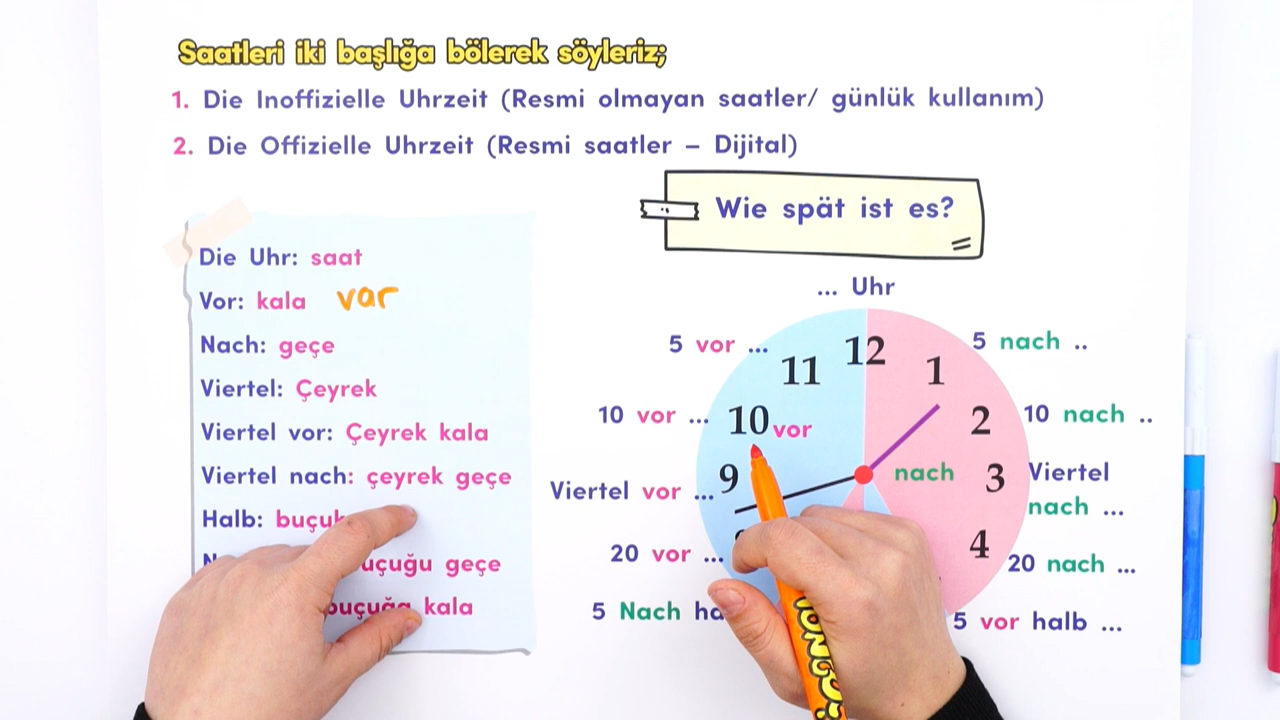 Saatleri iki başlığa bölerek söyleriz;
1. Die Inoffizielle Uhrzeit (Resmi olmayan saatler/ günlük kullanım)
2. Die Offizielle Uhrzeit (Resmi saatler – Dijital)
Wie spät ist es?
Die Uhr: saat
Vor: kala var
Nach: geçe
Viertel: Çeyrek
Viertel vor: Çeyrek kala
Viertel nach: çeyrek geçe
Halb:
geçe
kala
... Uhr
5 vor ...
5 nach ..
11 12 1
10 vor ...
10 vor
2
10 nach ..
Viertel vor ...
9
nach
3
Viertel
nach ...
20 vor ...
4
20 nach ...
5 Nach
5 vor halb ...